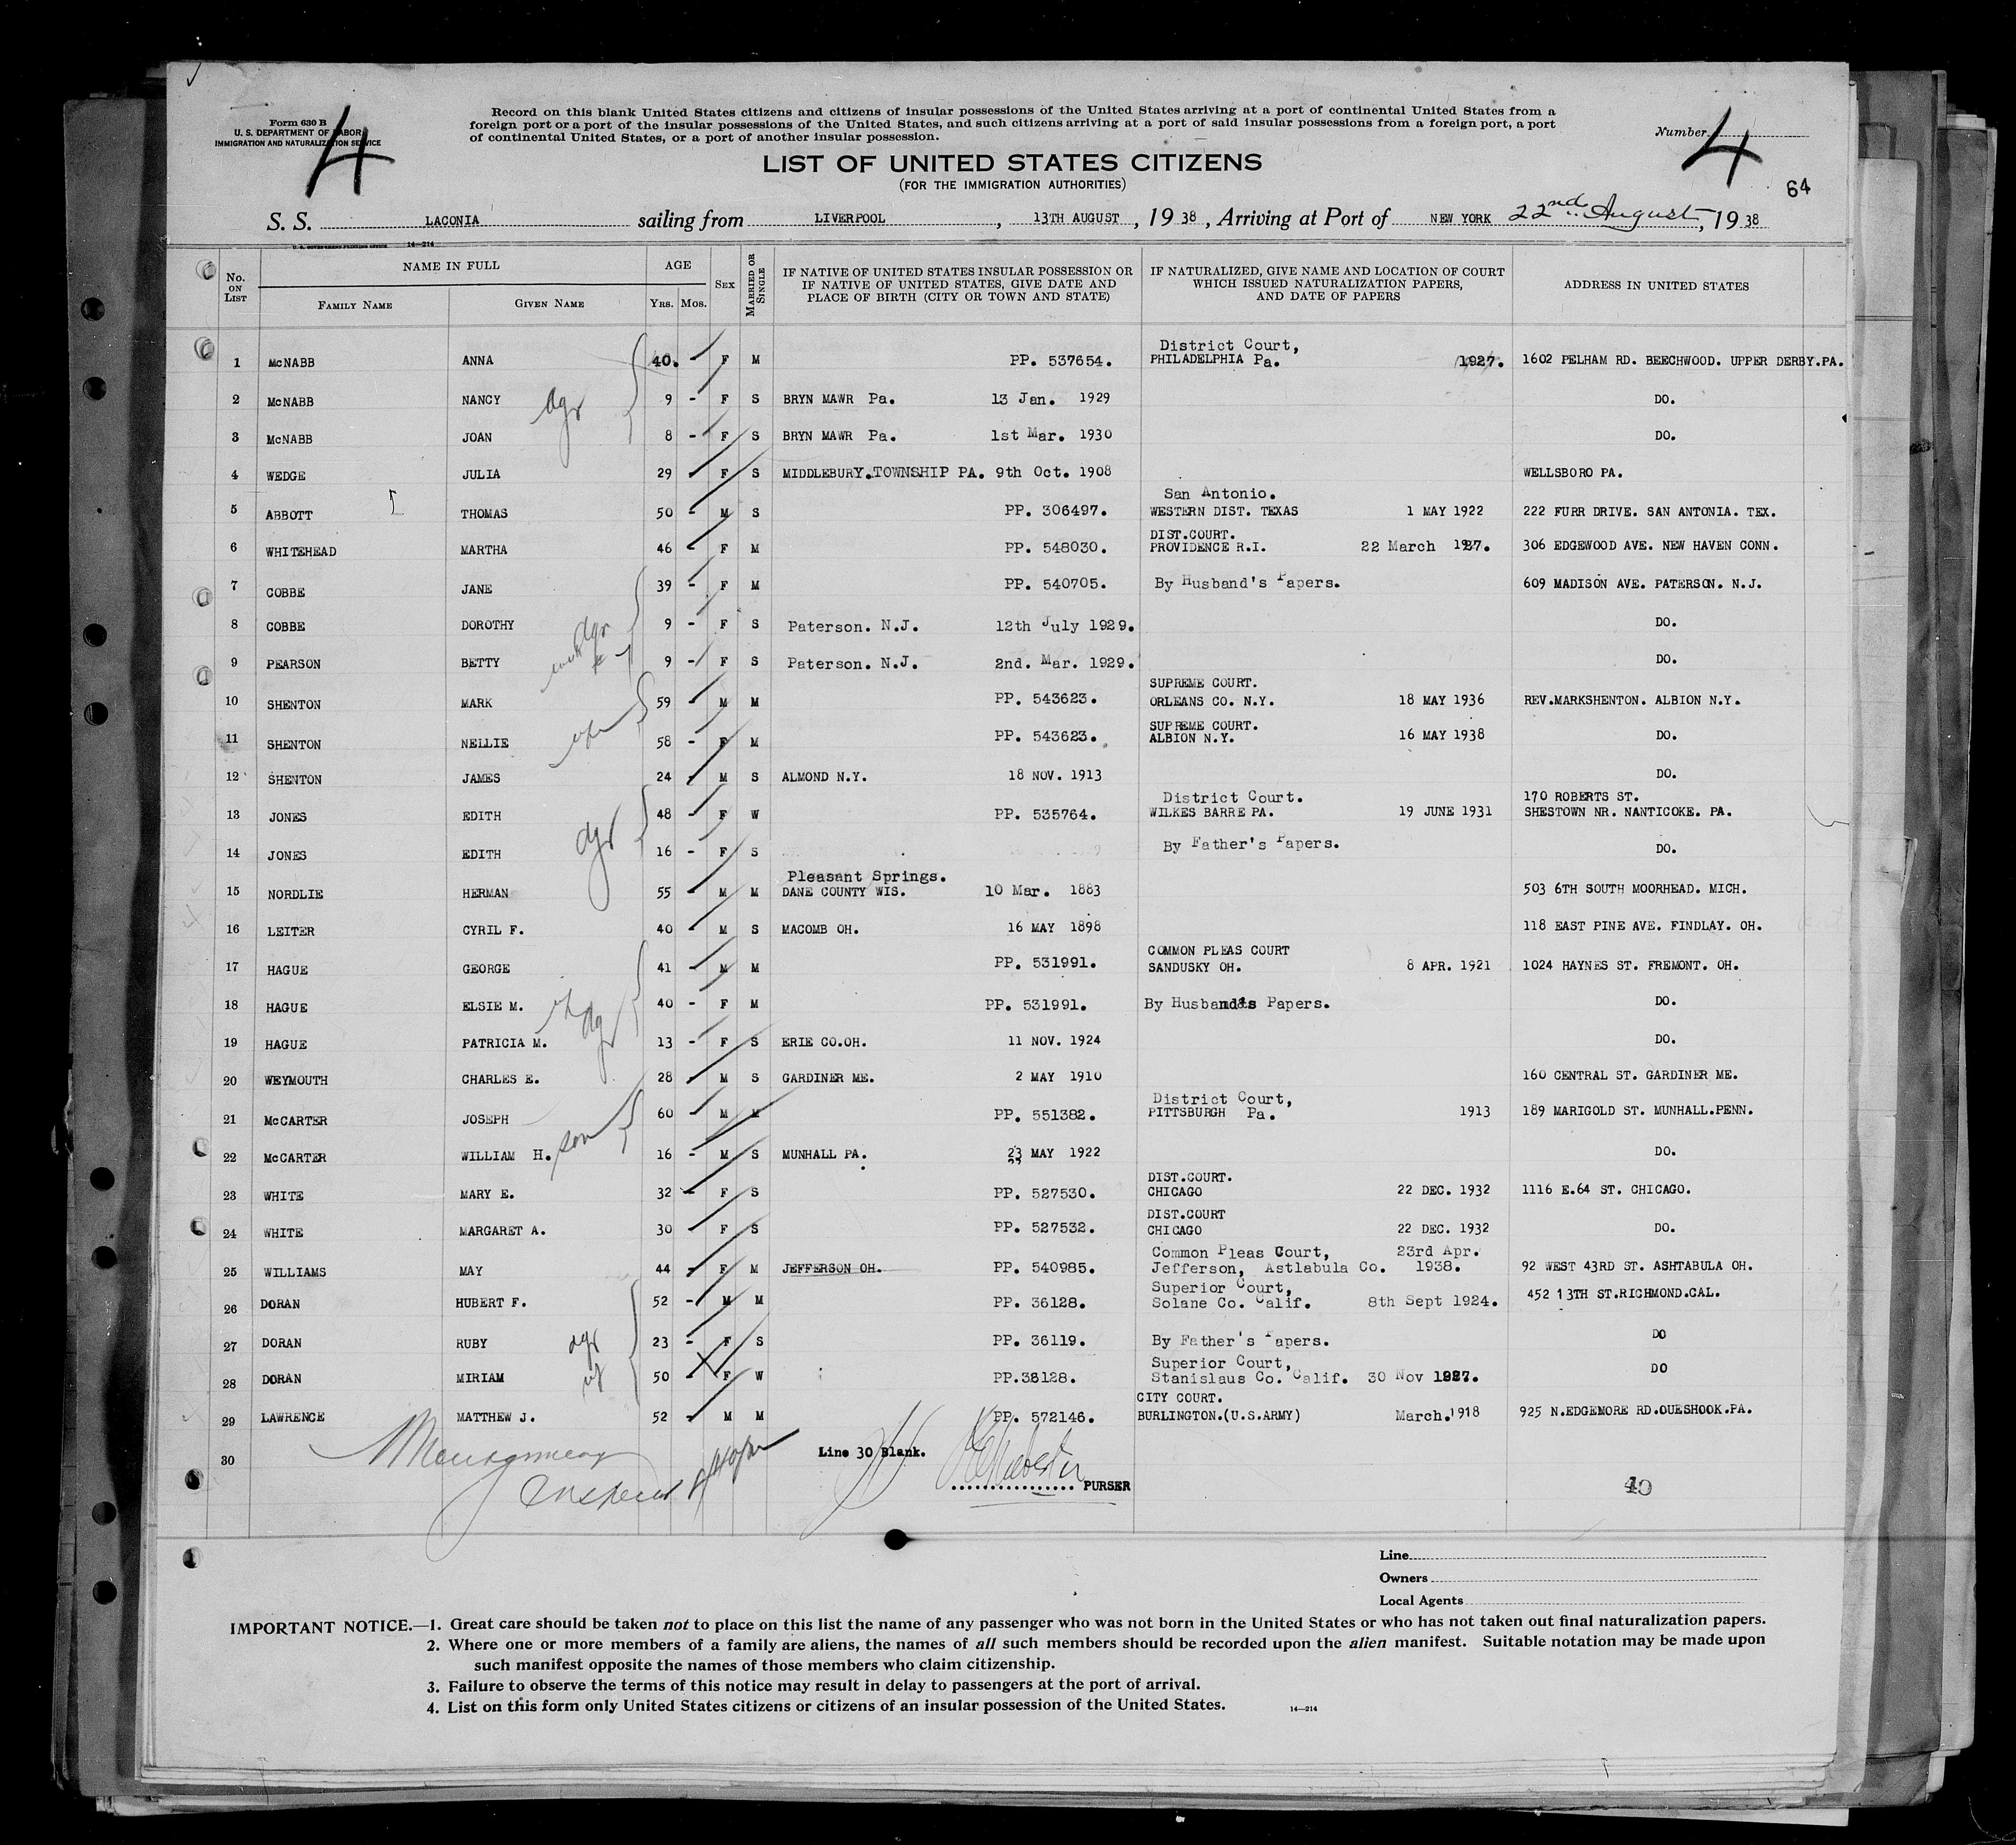 Form 630 B
U. S. DEPARTMENT OF LABOR
IMMIGRATION AND NATURALIZATION SERVICE
4
Record on this blank United States citizens and citizens of insular possessions of the United States arriving at a port of continental United States from a
foreign port or a port of the insular possessions of the United States, and such citizens arriving at a port of said insular possessions from a foreign port, a port
of continental United States, or a port of another insular possession.
Number 4
64
LIST OF UNITED STATES CITIZENS
(FOR THE IMMIGRATION AUTHORITIES)
S. S. LACONIA sailing from LIVERPOOL, 13TH AUGUST, 19 38, Arriving at Port of NEW YORK 22nd August, 19 38
U. S. GOVERNMENT PRINTING OFFICE 14—214
No. ON LIST
NAME IN FULL
FAMILY NAME GIVEN NAME
AGE
YRS. MOS.
SEX
MARRIED OR SINGLE
IF NATIVE OF UNITED STATES INSULAR POSSESSION OR
IF NATIVE OF UNITED STATES, GIVE DATE AND
PLACE OF BIRTH (CITY OR TOWN AND STATE)
IF NATURALIZED, GIVE NAME AND LOCATION OF COURT
WHICH ISSUED NATURALIZATION PAPERS,
AND DATE OF PAPERS
ADDRESS IN UNITED STATES
District Court,
1 McNABB ANNA 40. - F M PP. 537654. PHILADELPHIA Pa. 1927. 1602 PELHAM RD. BEECHWOOD. UPPER DERBY.PA.
2 McNABB NANCY dgr 9 - F S BRYN MAWR Pa. 13 Jan. 1929 DO.
3 McNABB JOAN 8 - F S BRYN MAWR Pa. 1st Mar. 1930 DO.
4 WEDGE JULIA 29 - F S MIDDLEBURY.TOWNSHIP PA. 9th Oct. 1908 WELLSBORO PA.
San Antonio.
5 ABBOTT THOMAS 50 - M S PP. 306497. WESTERN DIST. TEXAS 1 MAY 1922 222 FURR DRIVE. SAN ANTONIA. TEX.
DIST.COURT.
6 WHITEHEAD MARTHA 46 - F M PP. 548030. PROVIDENCE R.I. 22 March 1937. 306 EDGEWOOD AVE. NEW HAVEN CONN.
7 COBBE JANE 39 - F M PP. 540705. By Husband's Papers. 609 MADISON AVE. PATERSON. N.J.
8 COBBE DOROTHY dgr 9 - F S Paterson. N.J. 12th July 1929. DO.
9 PEARSON BETTY 9 - F S Paterson. N.J. 2nd. Mar. 1929. DO.
SUPREME COURT.
10 SHENTON MARK 59 - M M PP. 543623. ORLEANS CO. N.Y. 18 MAY 1936 REV.MARKSHENTON. ALBION N.Y.
SUPREME COURT.
11 SHENTON NELLIE wfe 58 - F M PP. 543623. ALBION N.Y. 16 MAY 1938 DO.
12 SHENTON JAMES 24 - M S ALMOND N.Y. 18 NOV. 1913 DO.
District Court. 170 ROBERTS ST.
13 JONES EDITH 48 - F W PP. 535764. WILKES BARRE PA. 19 JUNE 1931 SHESTOWN NR. NANTICOKE. PA.
14 JONES EDITH dgr 16 - F S By Father's Papers. DO.
Pleasant Springs.
15 NORDLIE HERMAN 55 - M M DANE COUNTY WIS. 10 Mar. 1883 503 6TH SOUTH MOORHEAD. MICH.
16 LEITER CYRIL F. 40 - M S MACOMB OH. 16 MAY 1898 118 EAST PINE AVE. FINDLAY. OH.
COMMON PLEAS COURT
17 HAGUE GEORGE 41 - M M PP. 531991. SANDUSKY OH. 8 APR. 1921 1024 HAYNES ST. FREMONT. OH.
18 HAGUE ELSIE M. 40 - F M PP. 531991. By Husbands Papers. DO.
19 HAGUE PATRICIA M. 13 - F S ERIE CO.OH. 11 NOV. 1924 DO.
20 WEYMOUTH CHARLES E. 28 - M S GARDINER ME. 2 MAY 1910 160 CENTRAL ST. GARDINER ME.
District Court,
21 McCARTER JOSEPH 60 - M M PP. 551382. PITTSBURGH Pa. 1913 189 MARIGOLD ST. MUNHALL.PENN.
22 McCARTER WILLIAM H. son 16 - M S MUNHALL PA. 23 MAY 1922 DO.
DIST.COURT.
23 WHITE MARY E. 32 - F S PP. 527530. CHICAGO 22 DEC. 1932 1116 E.64 ST. CHICAGO.
DIST.COURT
24 WHITE MARGARET A. 30 - F S PP. 527532. CHICAGO 22 DEC. 1932 DO.
Common Pleas Court, 23rd Apr.
25 WILLIAMS MAY 44 - F M JEFFERSON OH. PP. 540985. Jefferson, Astlabula Co. 1938. 92 WEST 43RD ST. ASHTABULA OH.
Superior Court,
26 DORAN HUBERT F. 52 - M M PP. 36128. Solane Co. Calif. 8th Sept 1924. 452 13TH ST.RICHMOND.CAL.
27 DORAN RUBY dgr 23 - F S PP. 36119. By Father's Papers. DO
Superior Court,
28 DORAN MIRIAM wf 50 - F W PP.36128. Stanislaus Co. Calif. 30 Nov 1927. DO
CITY COURT.
29 LAWRENCE MATTHEW J. 52 - M M PP. 572146. BURLINGTON.(U.S.ARMY) March.1918 925 N.EDGEMORE RD.OUESHOOK.PA.
30 Line 30 Blank.
PURSER
Line
Owners
Local Agents
IMPORTANT NOTICE.—1. Great care should be taken not to place on this list the name of any passenger who was not born in the United States or who has not taken out final naturalization papers.
2. Where one or more members of a family are aliens, the names of all such members should be recorded upon the alien manifest. Suitable notation may be made upon
such manifest opposite the names of those members who claim citizenship.
3. Failure to observe the terms of this notice may result in delay to passengers at the port of arrival.
4. List on this form only United States citizens or citizens of an insular possession of the United States.
14—214